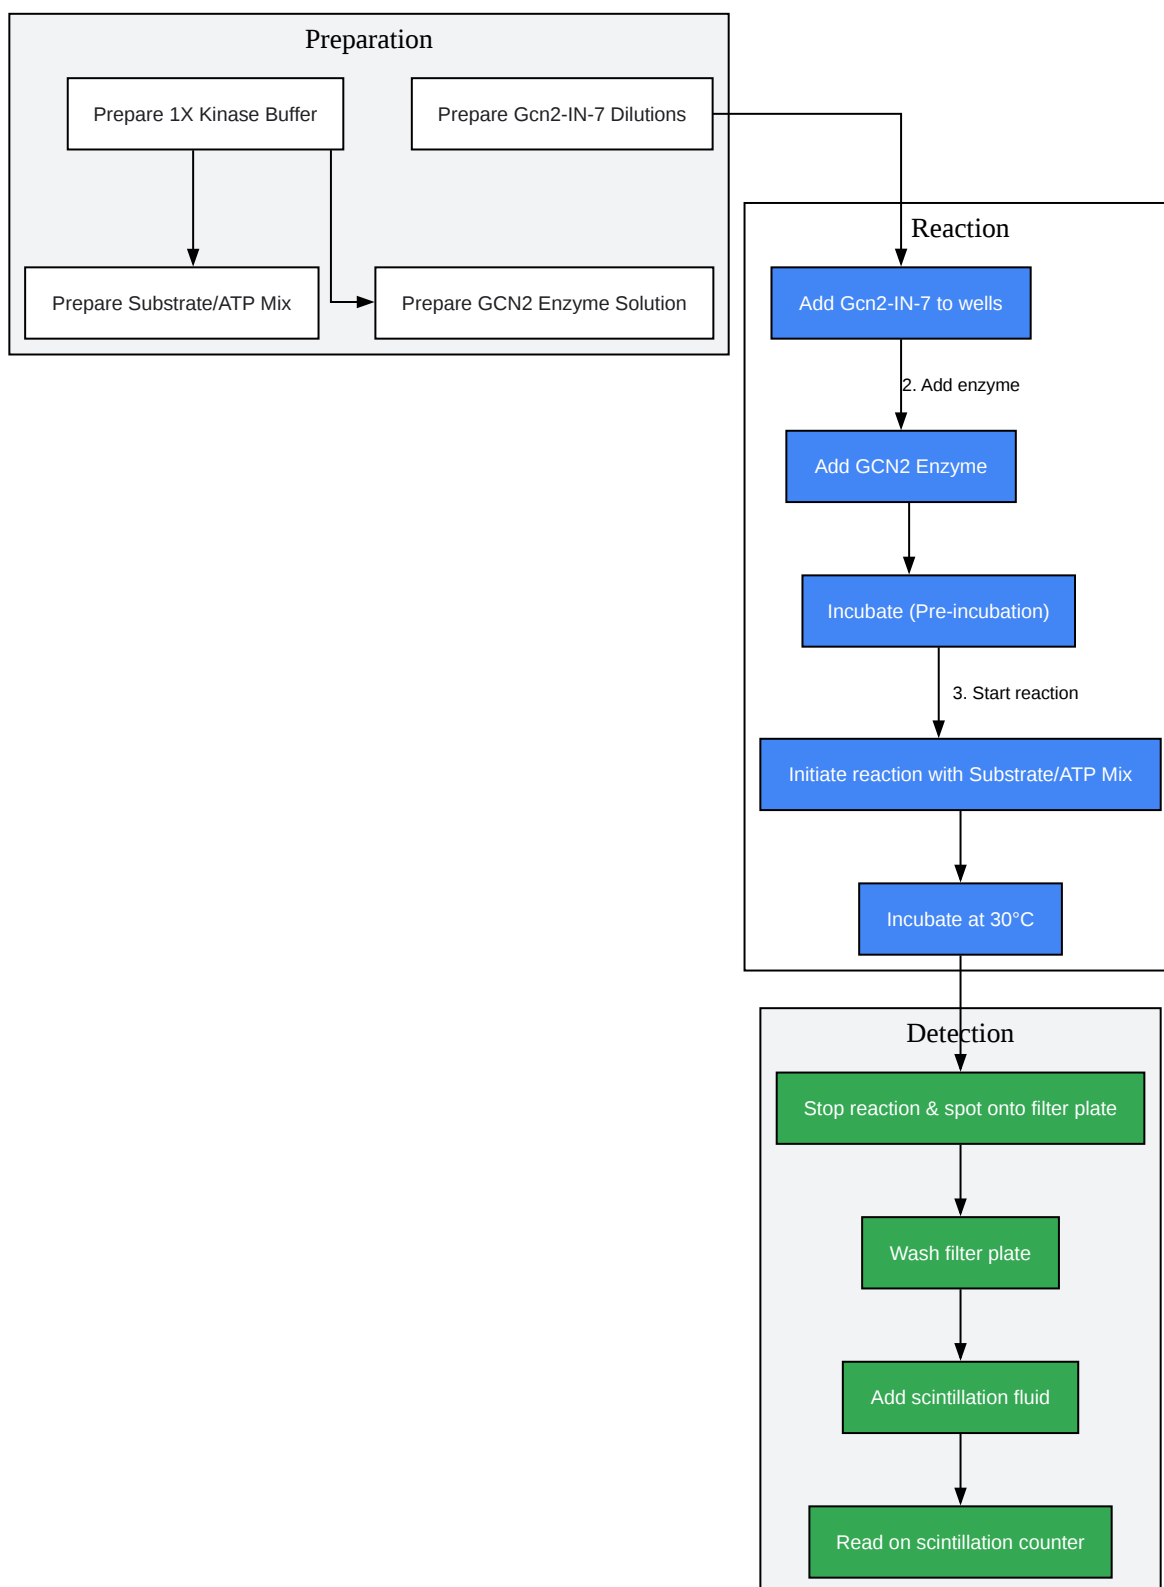 Preparation
Prepare 1X Kinase Buffer
Prepare Gcn2-IN-7 Dilutions
Prepare Substrate/ATP Mix
Prepare GCN2 Enzyme Solution
Reaction
Add Gcn2-IN-7 to wells
2. Add enzyme
Add GCN2 Enzyme
Incubate (Pre-incubation)
3. Start reaction
Initiate reaction with Substrate/ATP Mix
Incubate at 30°C
Detection
Stop reaction & spot onto filter plate
Wash filter plate
Add scintillation fluid
Read on scintillation counter